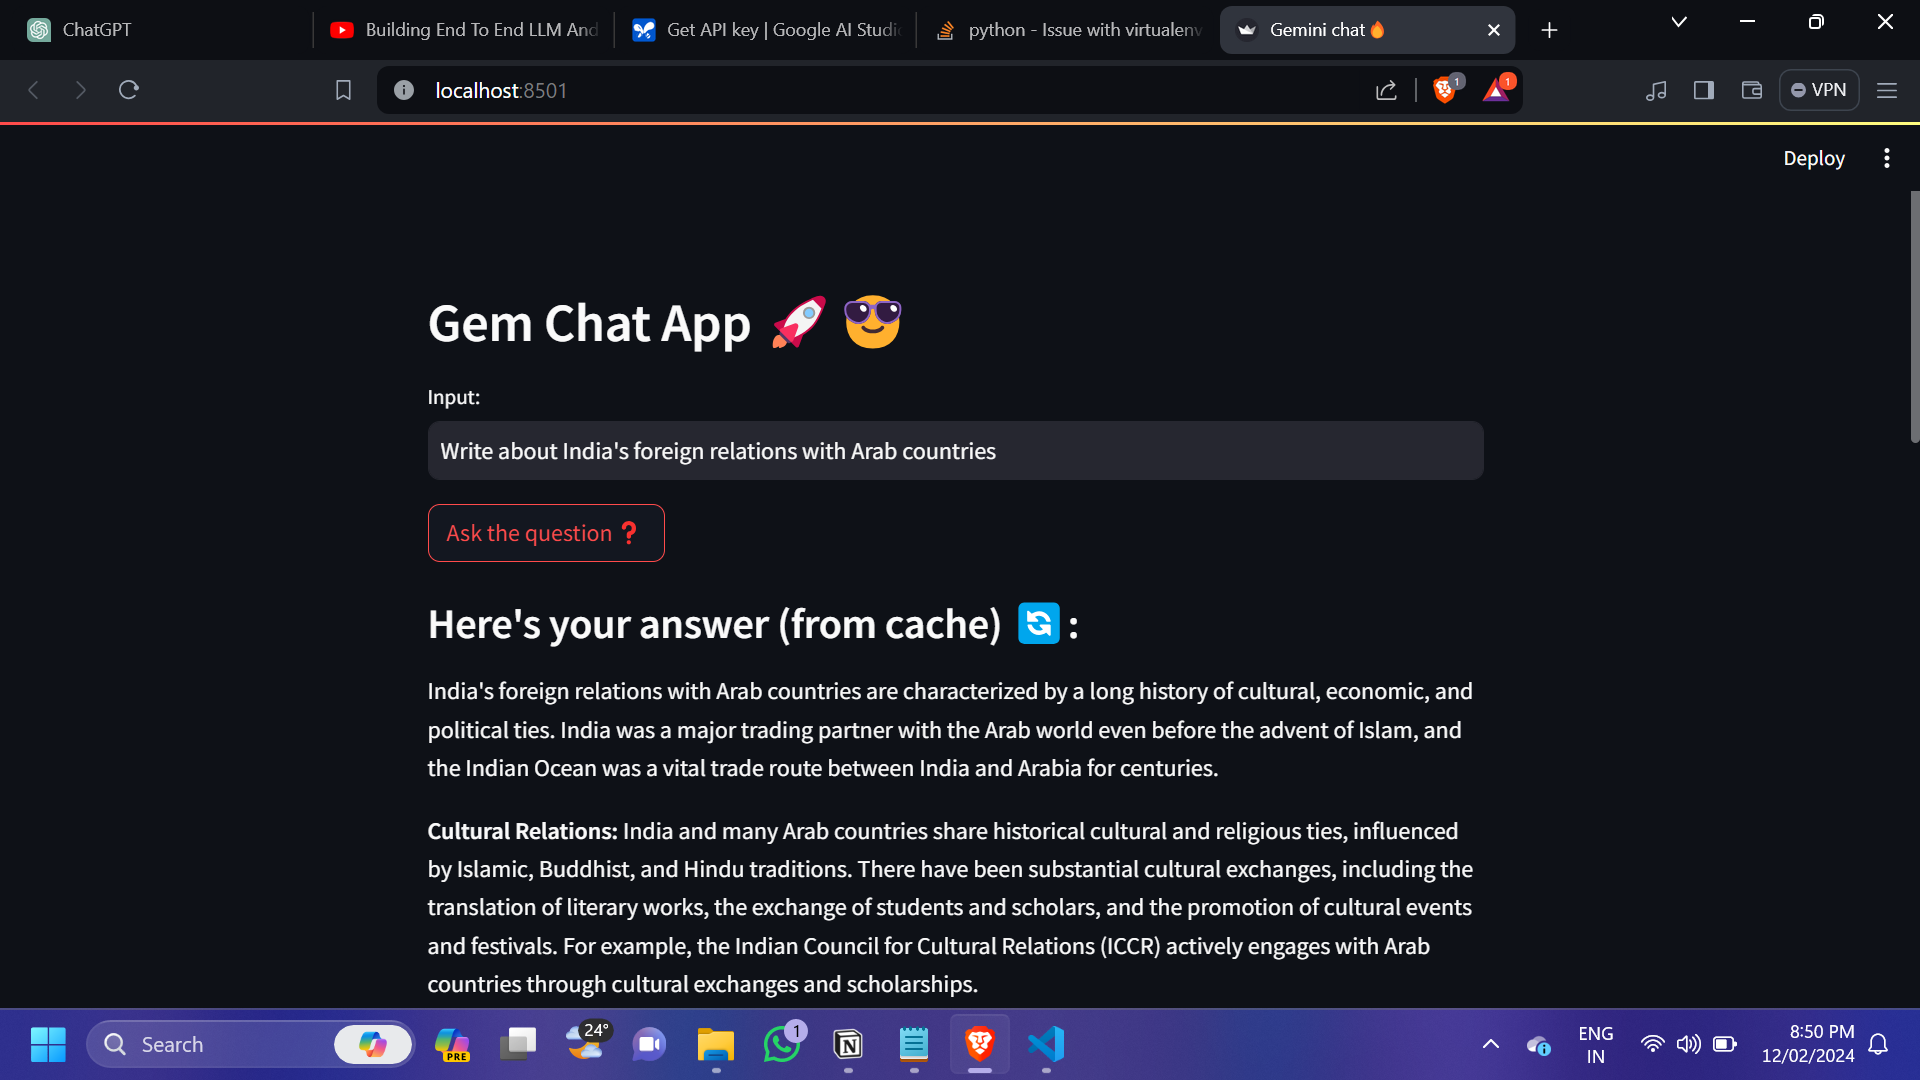 ChatGPT
Building End To End LLM And
Get API key | Google AI Studio
python - Issue with virtualenv
Gemini chat🔥
localhost:8501
1
1
VPN
Deploy
Gem Chat App 🚀 😎
Input:
Write about India's foreign relations with Arab countries
Ask the question ❓
Here's your answer (from cache) 🔄 :
India's foreign relations with Arab countries are characterized by a long history of cultural, economic, and
political ties. India was a major trading partner with the Arab world even before the advent of Islam, and
the Indian Ocean was a vital trade route between India and Arabia for centuries.
Cultural Relations: India and many Arab countries share historical cultural and religious ties, influenced
by Islamic, Buddhist, and Hindu traditions. There have been substantial cultural exchanges, including the
translation of literary works, the exchange of students and scholars, and the promotion of cultural events
and festivals. For example, the Indian Council for Cultural Relations (ICCR) actively engages with Arab
countries through cultural exchanges and scholarships.
Search
PRE
24°
1
ENG
IN
8:50 PM
12/02/2024